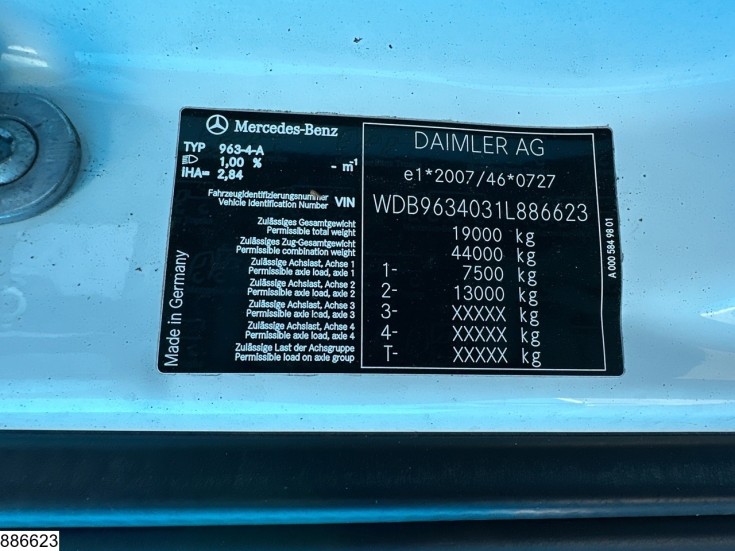 Mercedes-Benz
TYP 963-4-A
1,00 % - m⁻¹
IHA= 2,84
Fahrzeugidentifizierungsnummer
Vehicle Identification Number VIN
Zulässiges Gesamtgewicht
Permissible total weight
Zulässiges Zug-Gesamtgewicht
Permissible combination weight
Zulässige Achslast, Achse 1
Permissible axle load, axle 1
Zulässige Achslast, Achse 2
Permissible axle load, axle 2
Zulässige Achslast, Achse 3
Permissible axle load, axle 3
Zulässige Achslast, Achse 4
Permissible axle load, axle 4
Zulässige Last der Achsgruppe
Permissible load on axle group
Made in Germany
DAIMLER AG
e1*2007/46*0727
WDB9634031L886623
19000 kg
44000 kg
1- 7500 kg
2- 13000 kg
3- XXXXX kg
4- XXXXX kg
T- XXXXX kg
A 000 584 98 01
886623